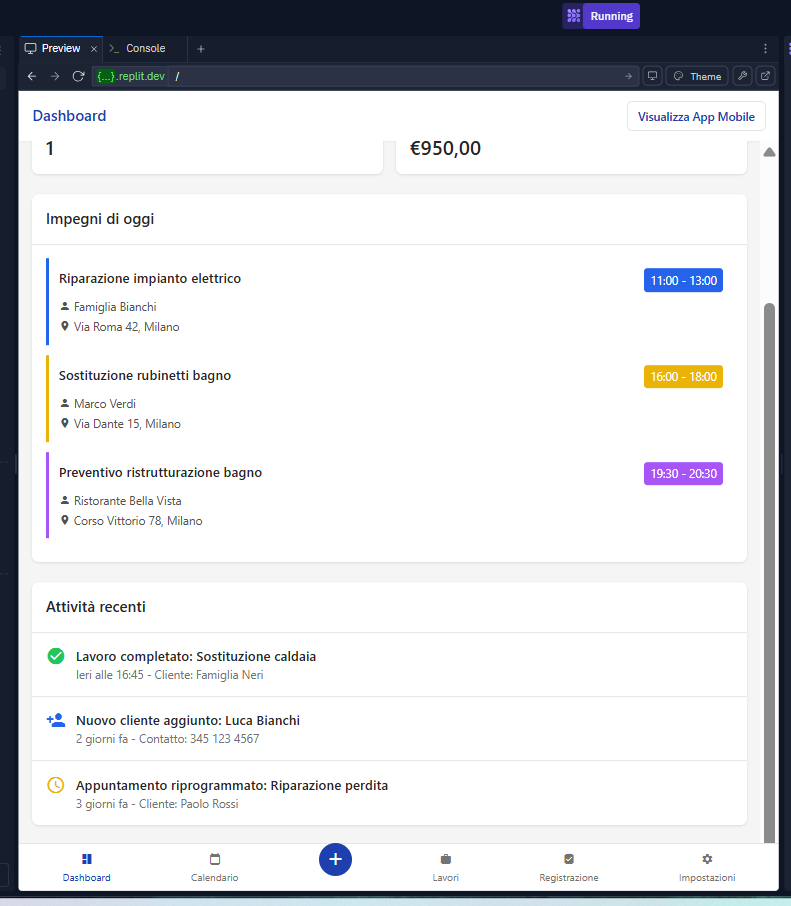 Running
Preview
Console
{...}.replit.dev /
Theme
Dashboard
Visualizza App Mobile
1
€950,00
Impegni di oggi
Riparazione impianto elettrico
11:00 - 13:00
Famiglia Bianchi
Via Roma 42, Milano
Sostituzione rubinetti bagno
16:00 - 18:00
Marco Verdi
Via Dante 15, Milano
Preventivo ristrutturazione bagno
19:30 - 20:30
Ristorante Bella Vista
Corso Vittorio 78, Milano
Attività recenti
Lavoro completato: Sostituzione caldaia
Ieri alle 16:45 - Cliente: Famiglia Neri
Nuovo cliente aggiunto: Luca Bianchi
2 giorni fa - Contatto: 345 123 4567
Appuntamento riprogrammato: Riparazione perdita
3 giorni fa - Cliente: Paolo Rossi
Dashboard
Calendario
Lavori
Registrazione
Impostazioni